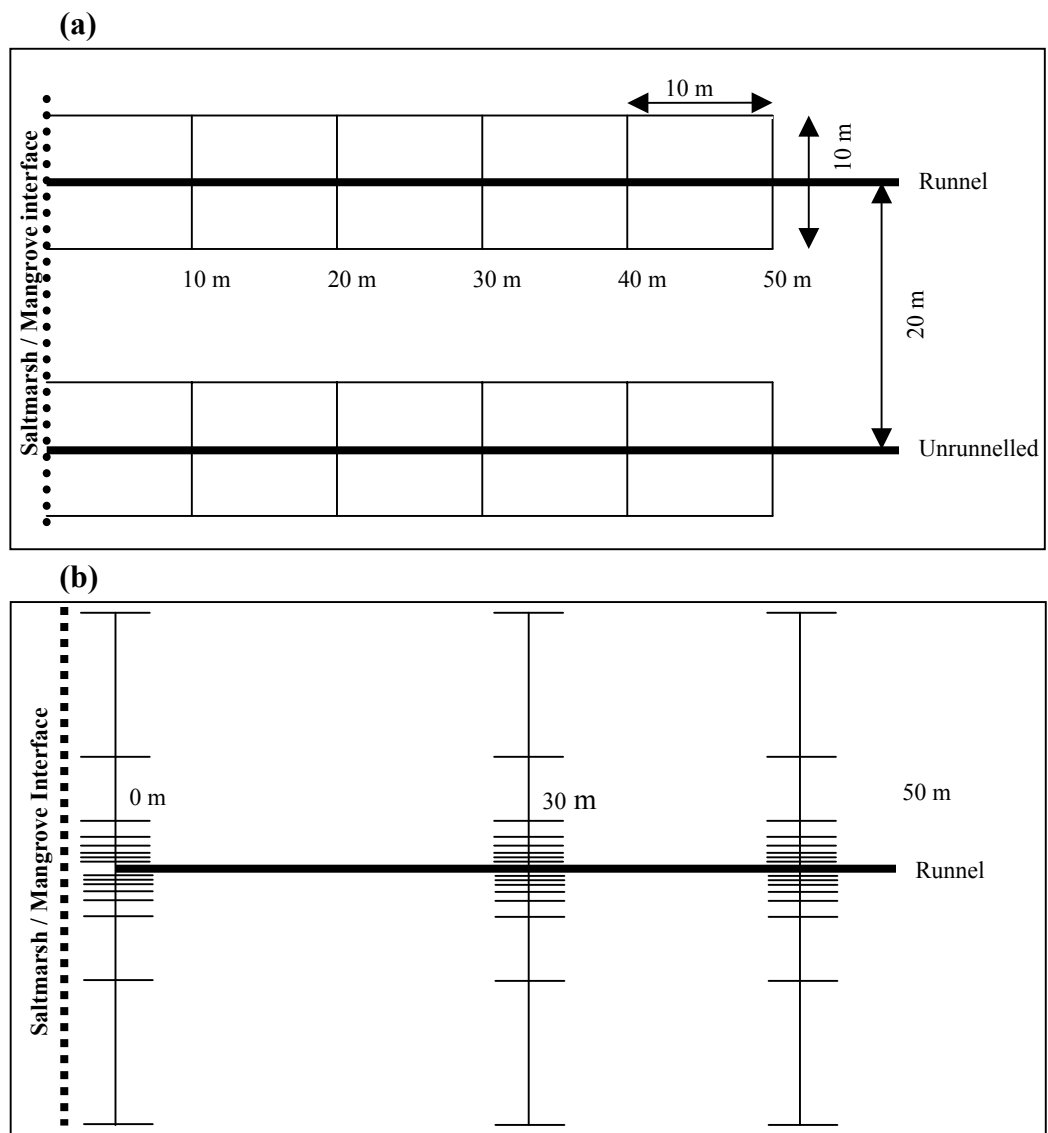 (a)
10 m
10 m
Saltmarsh / Mangrove interface
Runnel
10 m
20 m
30 m
40 m
50 m
20 m
Unrunnelled
(b)
Saltmarsh / Mangrove Interface
0 m
30 m
50 m
Runnel